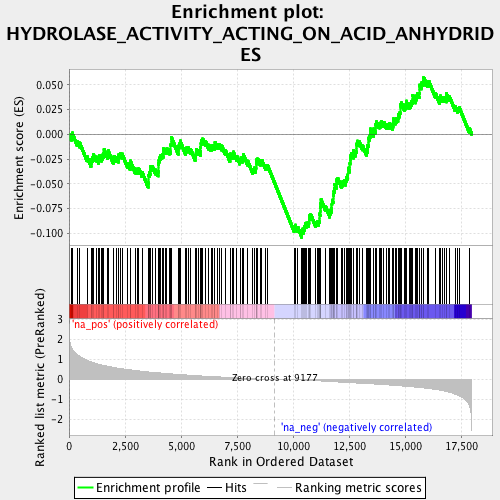 Enrichment plot:
HYDROLASE_ACTIVITY_ACTING_ON_ACID_ANHYDRID
ES
Enrichment score (ES)
0.050
0.025
0.000
-0.025
-0.050
-0.075
-0.100
'na_pos' (positively correlated)
Ranked list metric (PreRanked)
3
2
1
0
-1
-2
Zero cross at 9177
'na_neg' (negatively correlated)
0
2,500
5,000
7,500
10,000
12,500
15,000
17,500
Rank in Ordered Dataset
Enrichment profile
Hits
Ranking metric scores